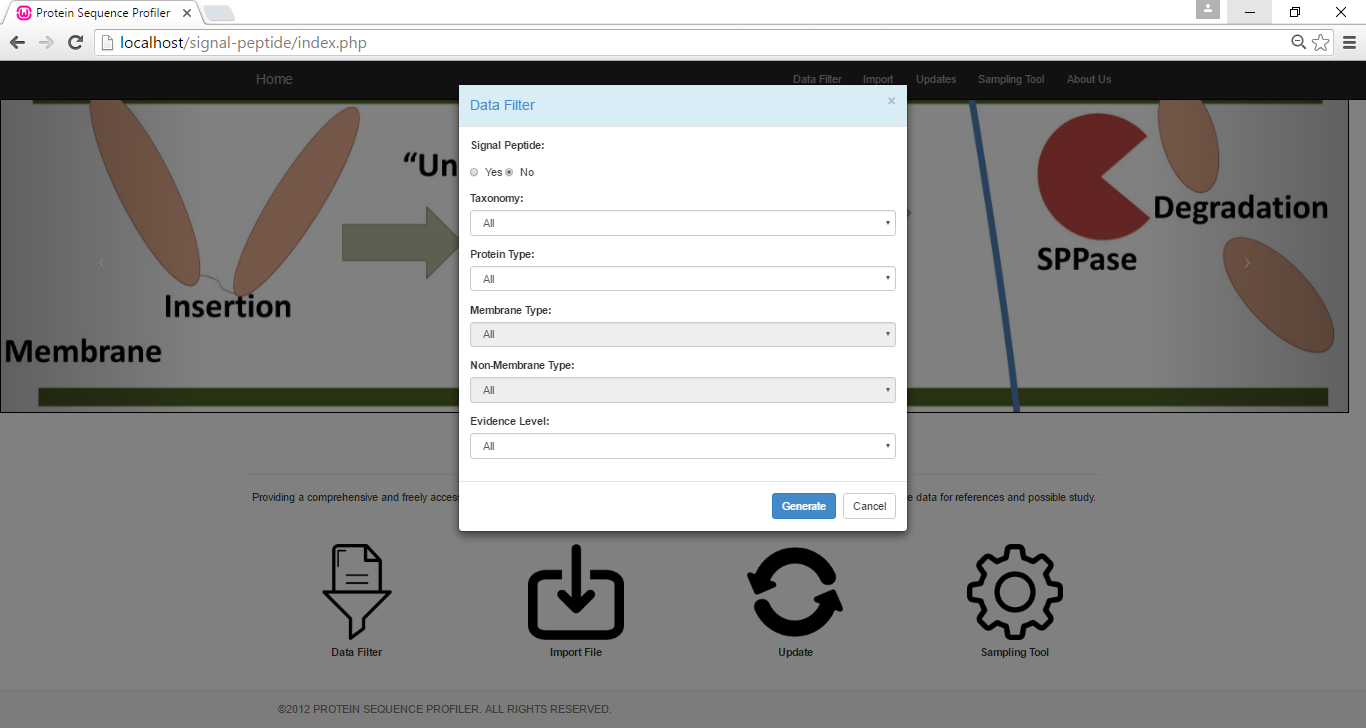 Protein Sequence Profiler
localhost/signal-peptide/index.php
Home
Data Filter
Import
Updates
Sampling Tool
About Us
Data Filter
×
Signal Peptide:
Yes
No
Taxonomy:
All
Protein Type:
All
Membrane Type:
All
Non-Membrane Type:
All
Evidence Level:
All
Generate
Cancel
“Un
Insertion
Membrane
Degradation
SPPase
Providing a comprehensive and freely
data for references and possible study.
Data Filter
Import File
Update
Sampling Tool
©2012 PROTEIN SEQUENCE PROFILER. ALL RIGHTS RESERVED.